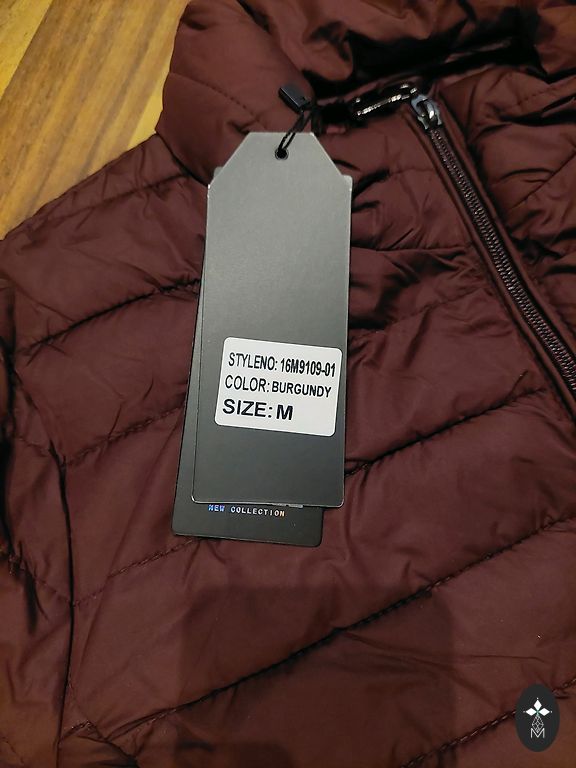 STYLENO: 16M9109-01
COLOR: BURGUNDY
SIZE: M
NEW COLLECTION
M